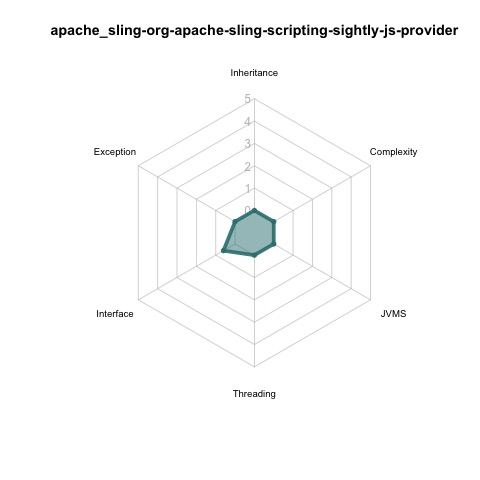 apache_sling-org-apache-sling-scripting-sightly-js-provider
Inheritance
5
Exception
4
Complexity
3
2
1
0
Interface
JVMS
Threading